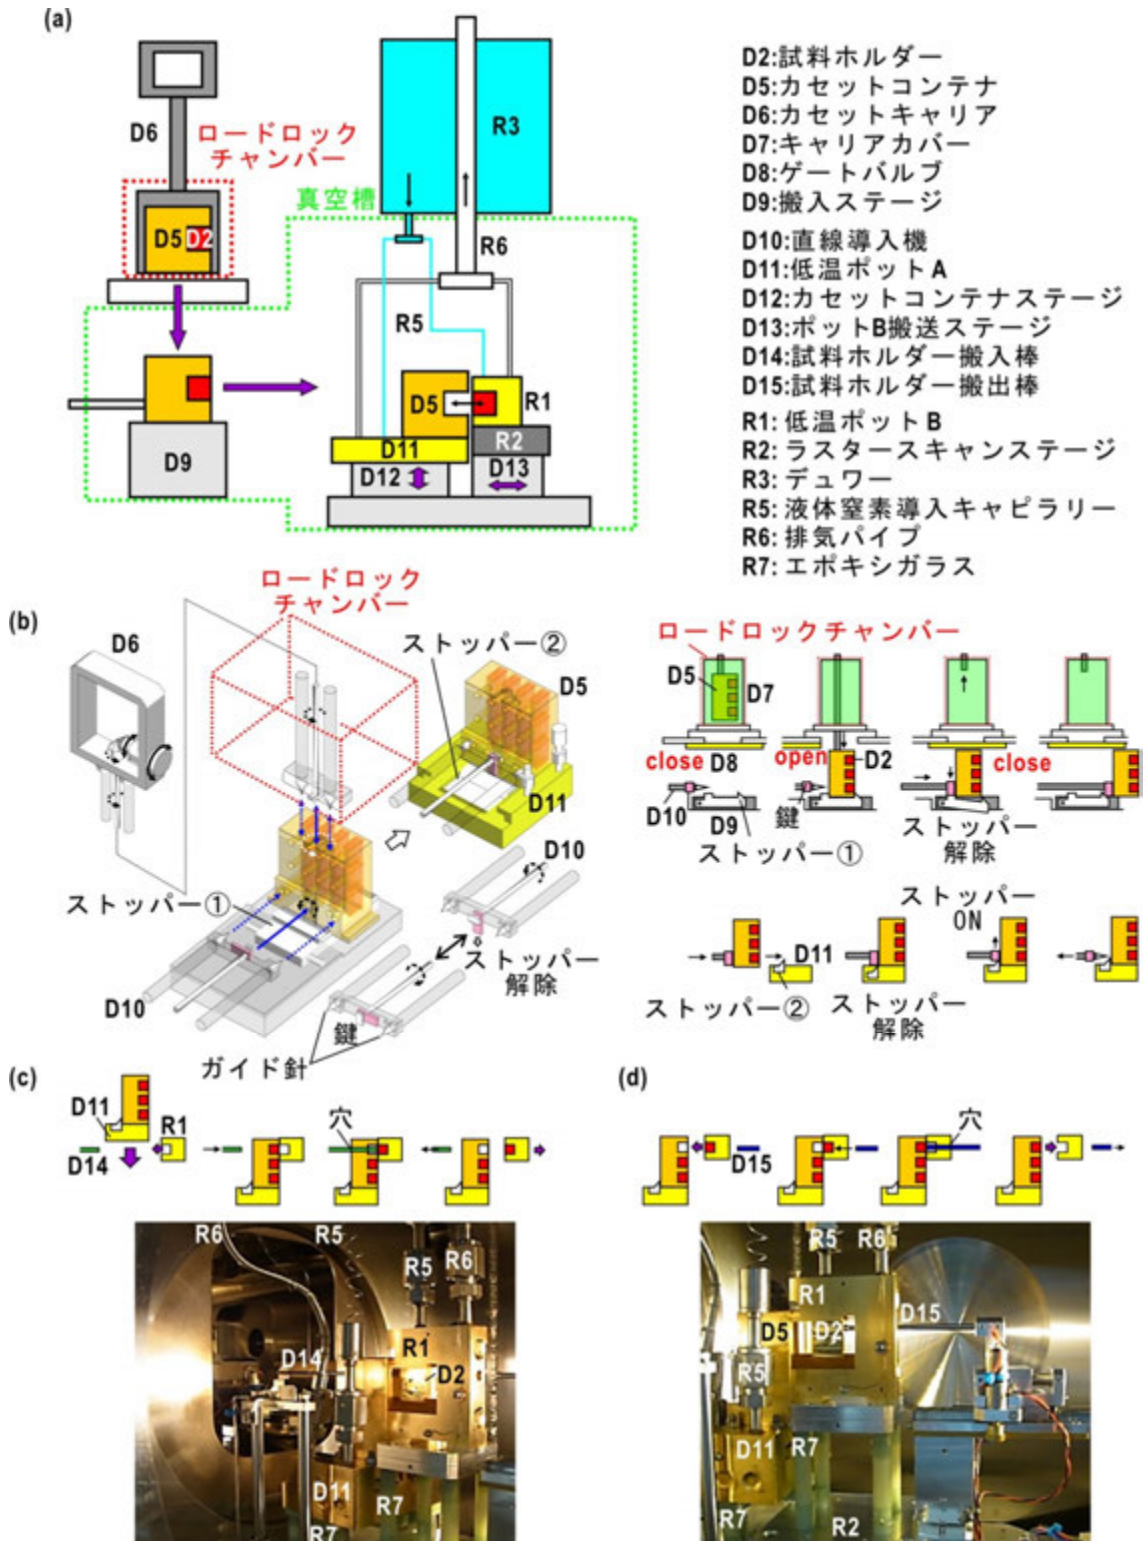 (a)
D6
ロードロック
チャンバー
真空槽
R3
D5
D2
R6
R5
D5
R1
D11
R2
D9
D12
D13
D2:試料ホルダー
D5:カセットコンテナ
D6:カセットキャリア
D7:キャリアカバー
D8:ゲートバルブ
D9:搬入ステージ
D10:直線導入機
D11:低温ポットA
D12:カセットコンテナステージ
D13:ポットB搬送ステージ
D14:試料ホルダー搬入棒
D15:試料ホルダー搬出棒
R1:低温ポットB
R2:ラスタースキャンステージ
R3:デュワー
R5:液体窒素導入キャピラリー
R6:排気パイプ
R7:エポキシガラス
(b)
ロードロック
チャンバー
D6
ストッパー②
D5
D11
D10
ストッパー①
ストッパー
解除
D10
鍵
ガイド針
ロードロックチャンバー
D5
D7
close
D8
open
D2
close
D10
D9
鍵
ストッパー①
ストッパー
解除
ストッパー
ON
D11
ストッパー②
ストッパー
解除
(c)
D11
R1
穴
D14
R6
R5
R5
R6
R1
D14
D2
D11
R7
R7
(d)
穴
D15
R5
R6
R1
D15
D5
D2
R5
D11
R7
R7
R2